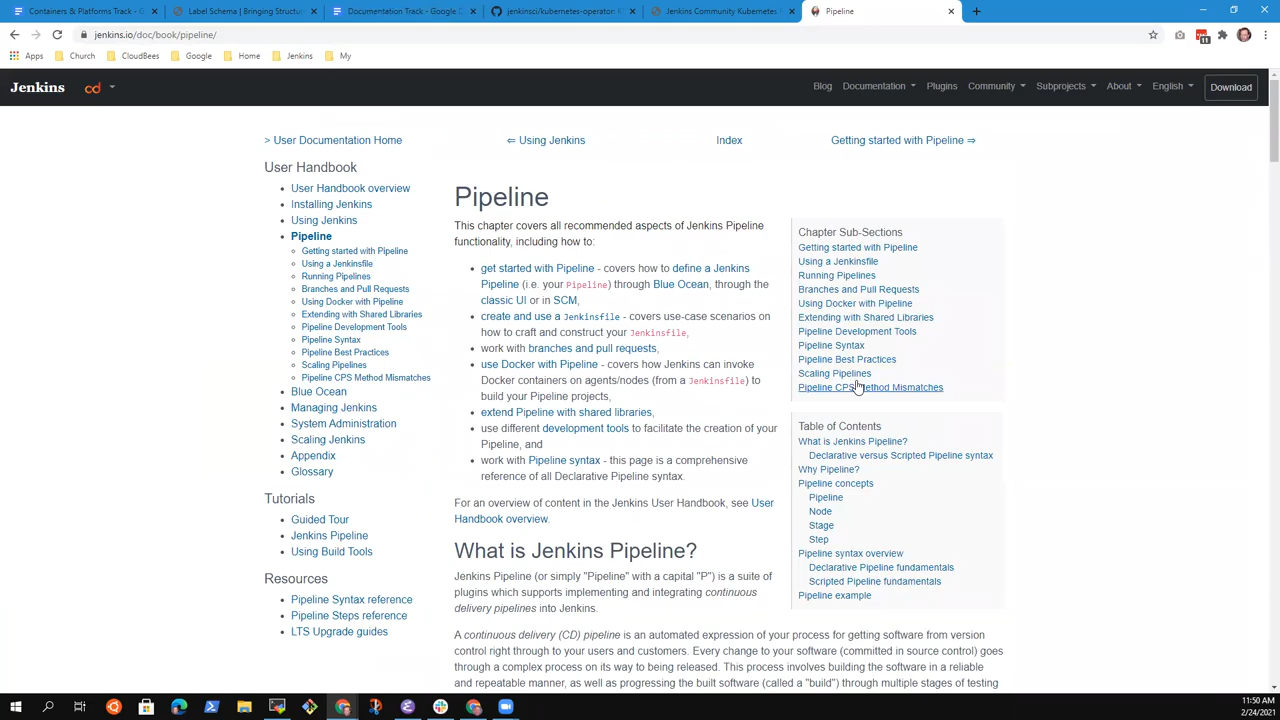 Containers & Platforms Track - G
Label Schema | Bringing Structur
Documentation Track - Google D
jenkinsci/kubernetes-operator: K
Jenkins Community Kubernetes
Pipeline
jenkins.io/doc/book/pipeline/
11
Apps
Church
CloudBees
Google
Home
Jenkins
My
Jenkins
cd
Blog
Documentation
Plugins
Community
Subprojects
About
English
Download
> User Documentation Home
⇐ Using Jenkins
Index
Getting started with Pipeline ⇒
User Handbook
User Handbook overview
Installing Jenkins
Using Jenkins
Pipeline
Getting started with Pipeline
Using a Jenkinsfile
Running Pipelines
Branches and Pull Requests
Using Docker with Pipeline
Extending with Shared Libraries
Pipeline Development Tools
Pipeline Syntax
Pipeline Best Practices
Scaling Pipelines
Pipeline CPS Method Mismatches
Blue Ocean
Managing Jenkins
System Administration
Scaling Jenkins
Appendix
Glossary
Tutorials
Guided Tour
Jenkins Pipeline
Using Build Tools
Resources
Pipeline Syntax reference
Pipeline Steps reference
LTS Upgrade guides
Pipeline
This chapter covers all recommended aspects of Jenkins Pipeline
functionality, including how to:
get started with Pipeline - covers how to define a Jenkins
Pipeline (i.e. your Pipeline) through Blue Ocean, through the
classic UI or in SCM,
create and use a Jenkinsfile - covers use-case scenarios on
how to craft and construct your Jenkinsfile,
work with branches and pull requests,
use Docker with Pipeline - covers how Jenkins can invoke
Docker containers on agents/nodes (from a Jenkinsfile) to
build your Pipeline projects,
extend Pipeline with shared libraries,
use different development tools to facilitate the creation of your
Pipeline, and
work with Pipeline syntax - this page is a comprehensive
reference of all Declarative Pipeline syntax.
For an overview of content in the Jenkins User Handbook, see User
Handbook overview.
What is Jenkins Pipeline?
Jenkins Pipeline (or simply "Pipeline" with a capital "P") is a suite of
plugins which supports implementing and integrating continuous
delivery pipelines into Jenkins.
A continuous delivery (CD) pipeline is an automated expression of your process for getting software from version
control right through to your users and customers. Every change to your software (committed in source control) goes
through a complex process on its way to being released. This process involves building the software in a reliable
and repeatable manner, as well as progressing the built software (called a "build") through multiple stages of testing
Chapter Sub-Sections
Getting started with Pipeline
Using a Jenkinsfile
Running Pipelines
Branches and Pull Requests
Using Docker with Pipeline
Extending with Shared Libraries
Pipeline Development Tools
Pipeline Syntax
Pipeline Best Practices
Scaling Pipelines
Pipeline CPS Method Mismatches
Table of Contents
What is Jenkins Pipeline?
Declarative versus Scripted Pipeline syntax
Why Pipeline?
Pipeline concepts
Pipeline
Node
Stage
Step
Pipeline syntax overview
Declarative Pipeline fundamentals
Scripted Pipeline fundamentals
Pipeline example
11:50 AM
2/24/2021